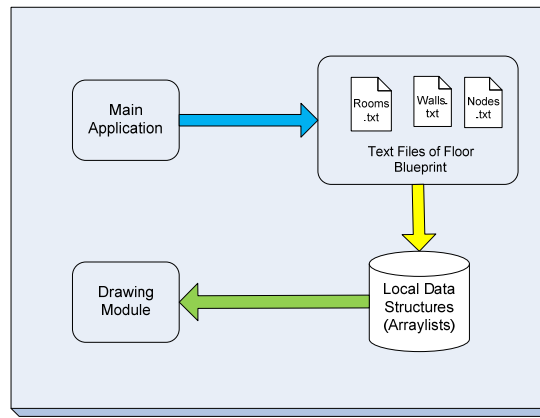 Main
Application
Rooms
.txt
Walls.
txt
Nodes
.txt
Text Files of Floor
Blueprint
Drawing
Module
Local Data
Structures
(Arraylists)